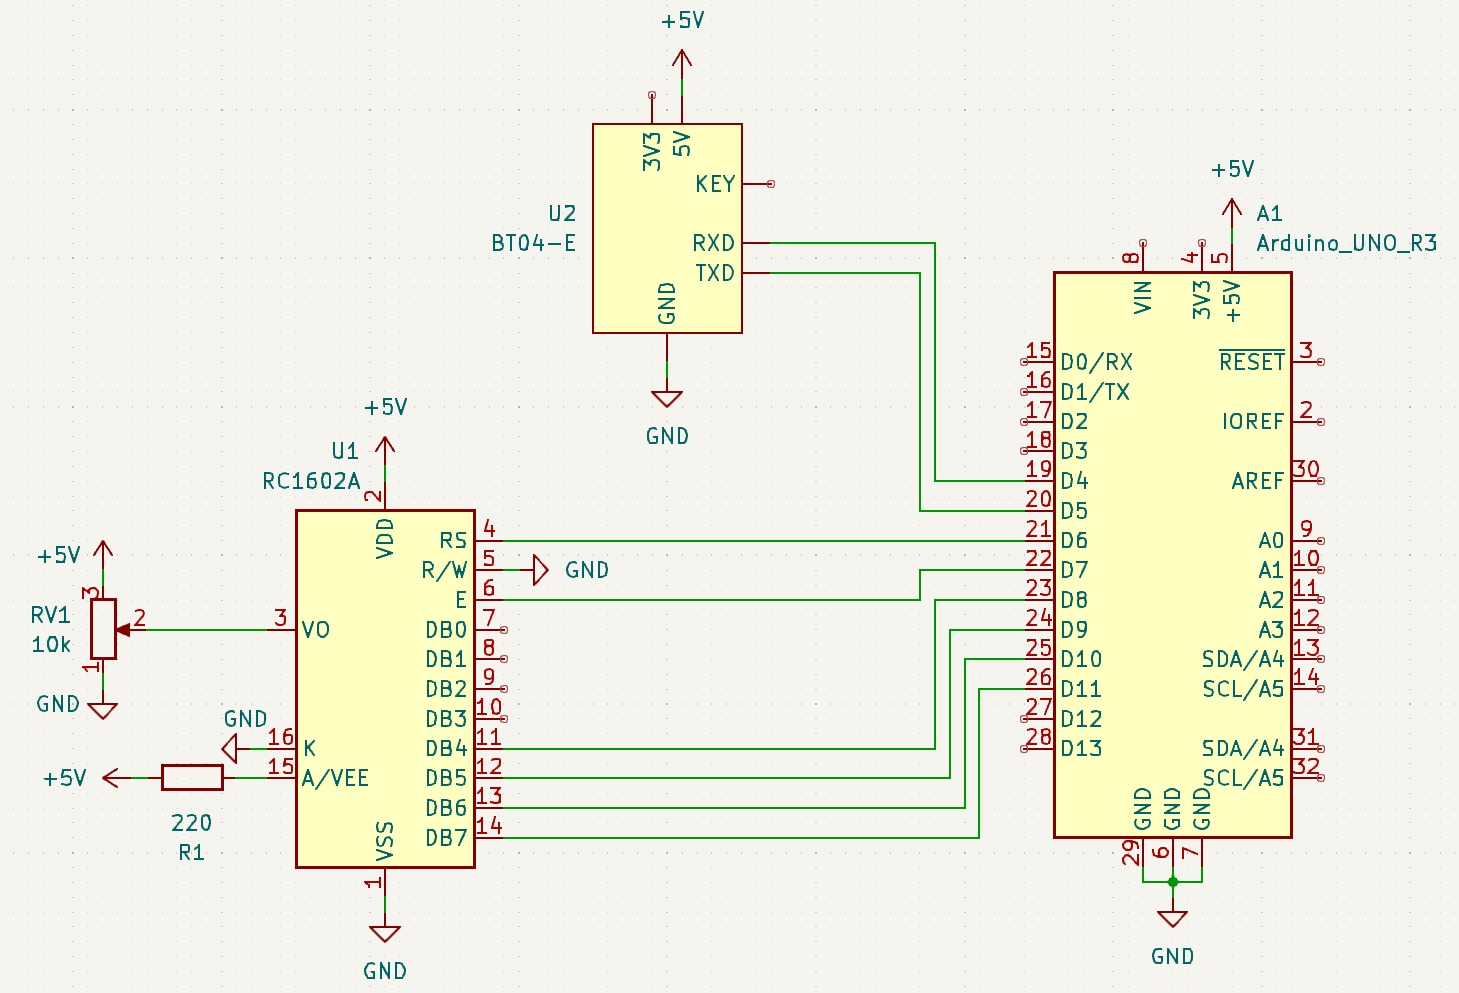 +5V
3V3
5V
KEY
U2
BT04-E
RXD
TXD
GND
GND
+5V
A1
Arduino_UNO_R3
8
4
5
VIN
3V3
+5V
15
D0/RX
RESET
3
16
D1/TX
17
D2
IOREF
2
18
D3
19
D4
AREF
30
20
D5
21
D6
A0
9
22
D7
A1
10
23
D8
A2
11
24
D9
A3
12
25
D10
SDA/A4
13
26
D11
SCL/A5
14
27
D12
28
D13
SDA/A4
31
SCL/A5
32
GND
GND
GND
29
6
7
GND
+5V
U1
RC1602A
2
VDD
RS
4
R/W
5
GND
E
6
+5V
3
RV1
10k
2
1
GND
3
VO
DB0
7
DB1
8
DB2
9
DB3
10
GND
16
K
DB4
11
+5V
15
A/VEE
DB5
12
DB6
13
220
R1
VSS
DB7
14
1
GND